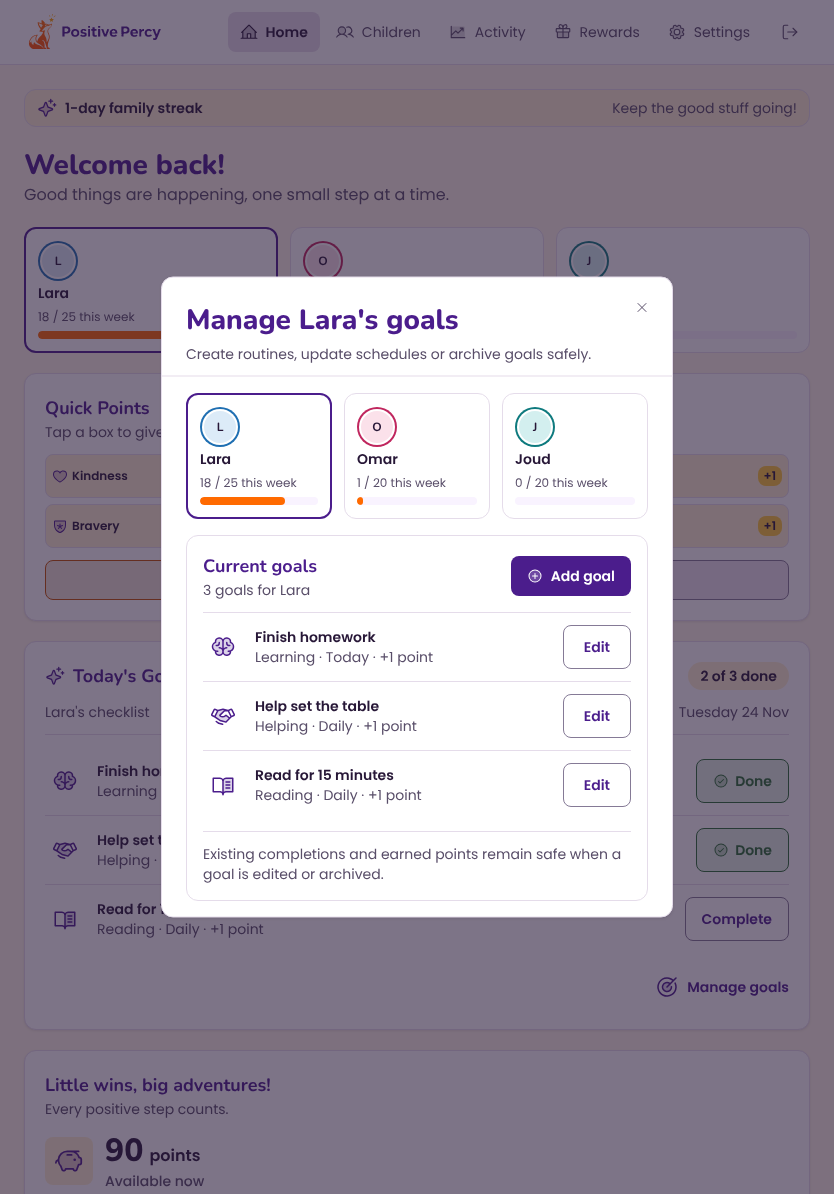 Positive Percy
Home
Children
Activity
Rewards
Settings
1-day family streak
Keep the good stuff going!
Welcome back!
Good things are happening, one small step at a time.
L
Lara
18 / 25 this week
O
J
Manage Lara's goals
Create routines, update schedules or archive goals safely.
L
Lara
18 / 25 this week
O
Omar
1 / 20 this week
J
Joud
0 / 20 this week
Current goals
3 goals for Lara
Add goal
Finish homework
Learning · Today · +1 point
Edit
Help set the table
Helping · Daily · +1 point
Edit
Read for 15 minutes
Reading · Daily · +1 point
Edit
Existing completions and earned points remain safe when a
goal is edited or archived.
Quick Points
Tap a box to give
Kindness
+1
Bravery
+1
Today's
2 of 3 done
Lara's checklist
Tuesday 24 Nov
Finish
Learning
Done
Help set
Helping ·
Done
Read for
Reading · Daily · +1 point
Complete
Manage goals
Little wins, big adventures!
Every positive step counts.
90 points
Available now